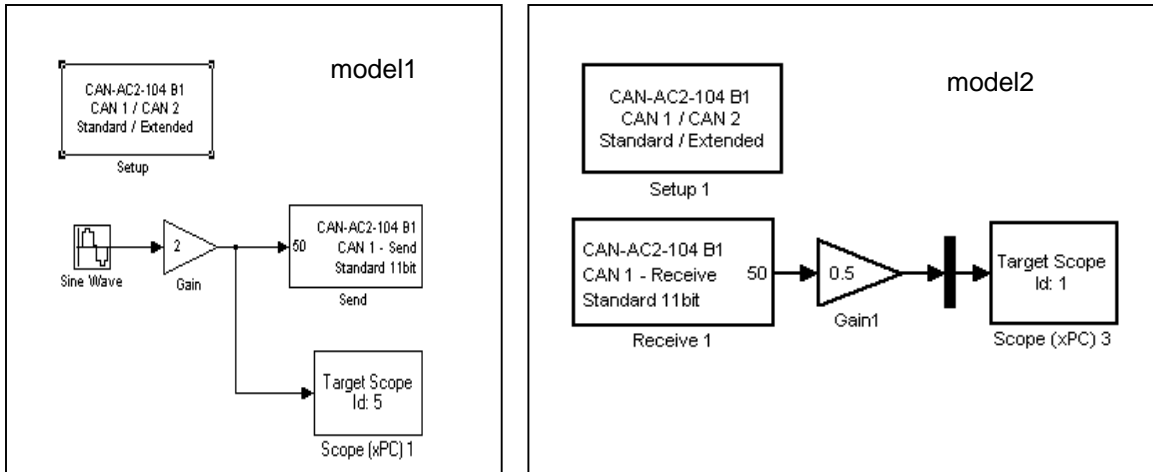 model1
CAN-AC2-104 B1
CAN 1 / CAN 2
Standard / Extended
Setup
Sine Wave
2
Gain
50
CAN-AC2-104 B1
CAN 1 - Send
Standard 11bit
Send
Target Scope
Id: 5
Scope (xPC) 1
model2
CAN-AC2-104 B1
CAN 1 / CAN 2
Standard / Extended
Setup 1
CAN-AC2-104 B1
CAN 1 - Receive
Standard 11bit
50
Receive 1
0.5
Gain1
Target Scope
Id: 1
Scope (xPC) 3